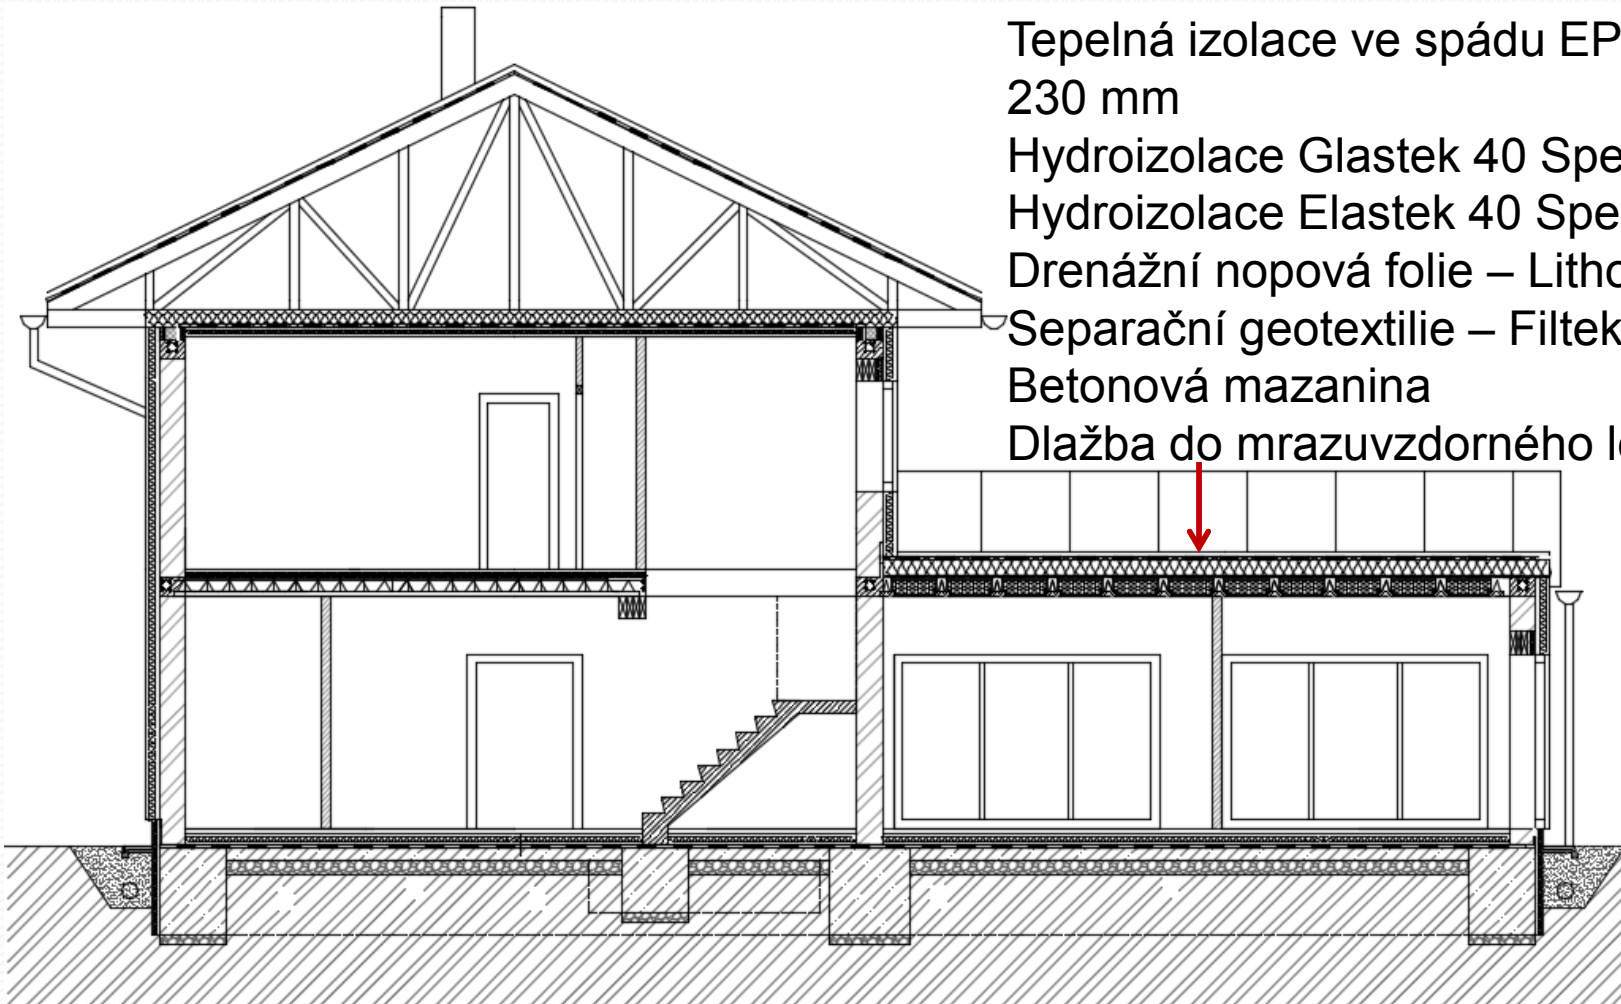 Tepelná izolace ve spádu EP
230 mm
Hydroizolace Glastek 40 Spe
Hydroizolace Elastek 40 Spe
Drenážní nopová folie – Litho
Separační geotextilie – Filtek
Betonová mazanina
Dlažba do mrazuvzdorného l